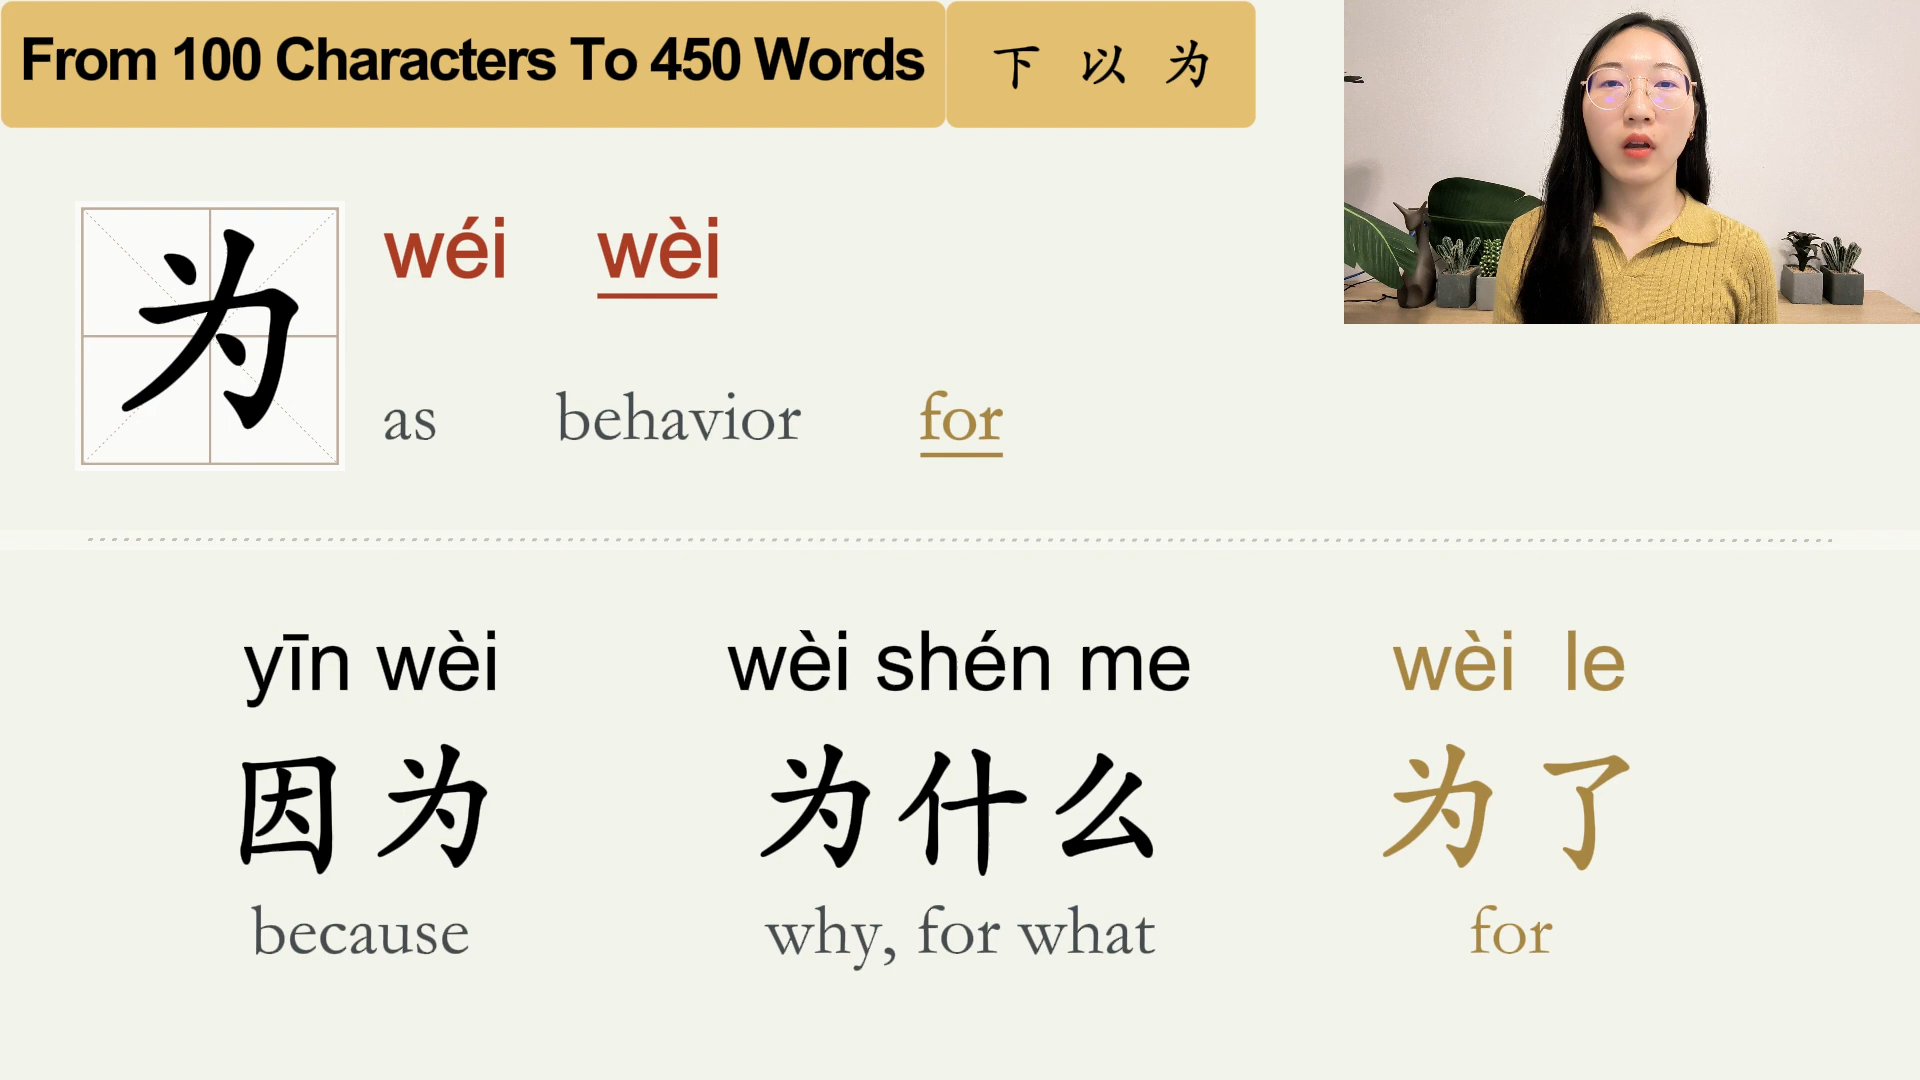 From 100 Characters To 450 Words
下 以 为
为
wéi wèi
as behavior for
yīn wèi
因为
because
wèi shén me
为什么
why, for what
wèi le
为了
for